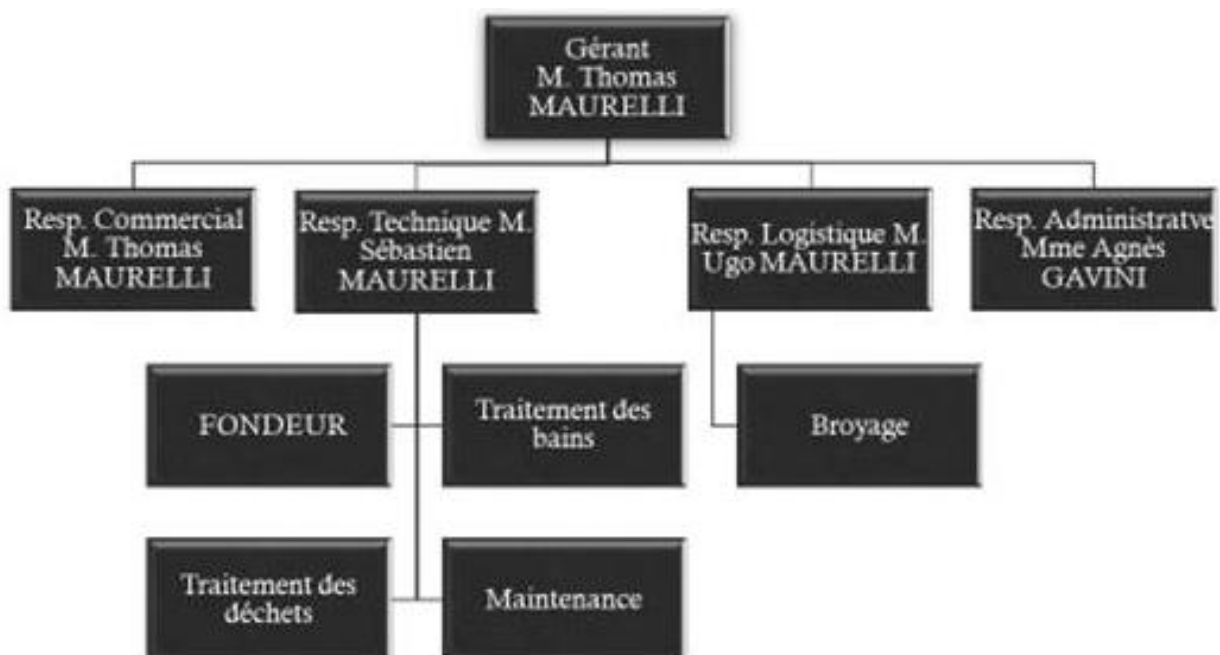 Gérant
M. Thomas
MAURELLI
Resp. Commercial
M. Thomas
MAURELLI
Resp. Technique M.
Sébastien
MAURELLI
Resp. Logistique M.
Ugo MAURELLI
Resp. Administratve
Mme Agnès
GAVINI
FONDEUR
Traitement des
bains
Broyage
Traitement des
déchets
Maintenance